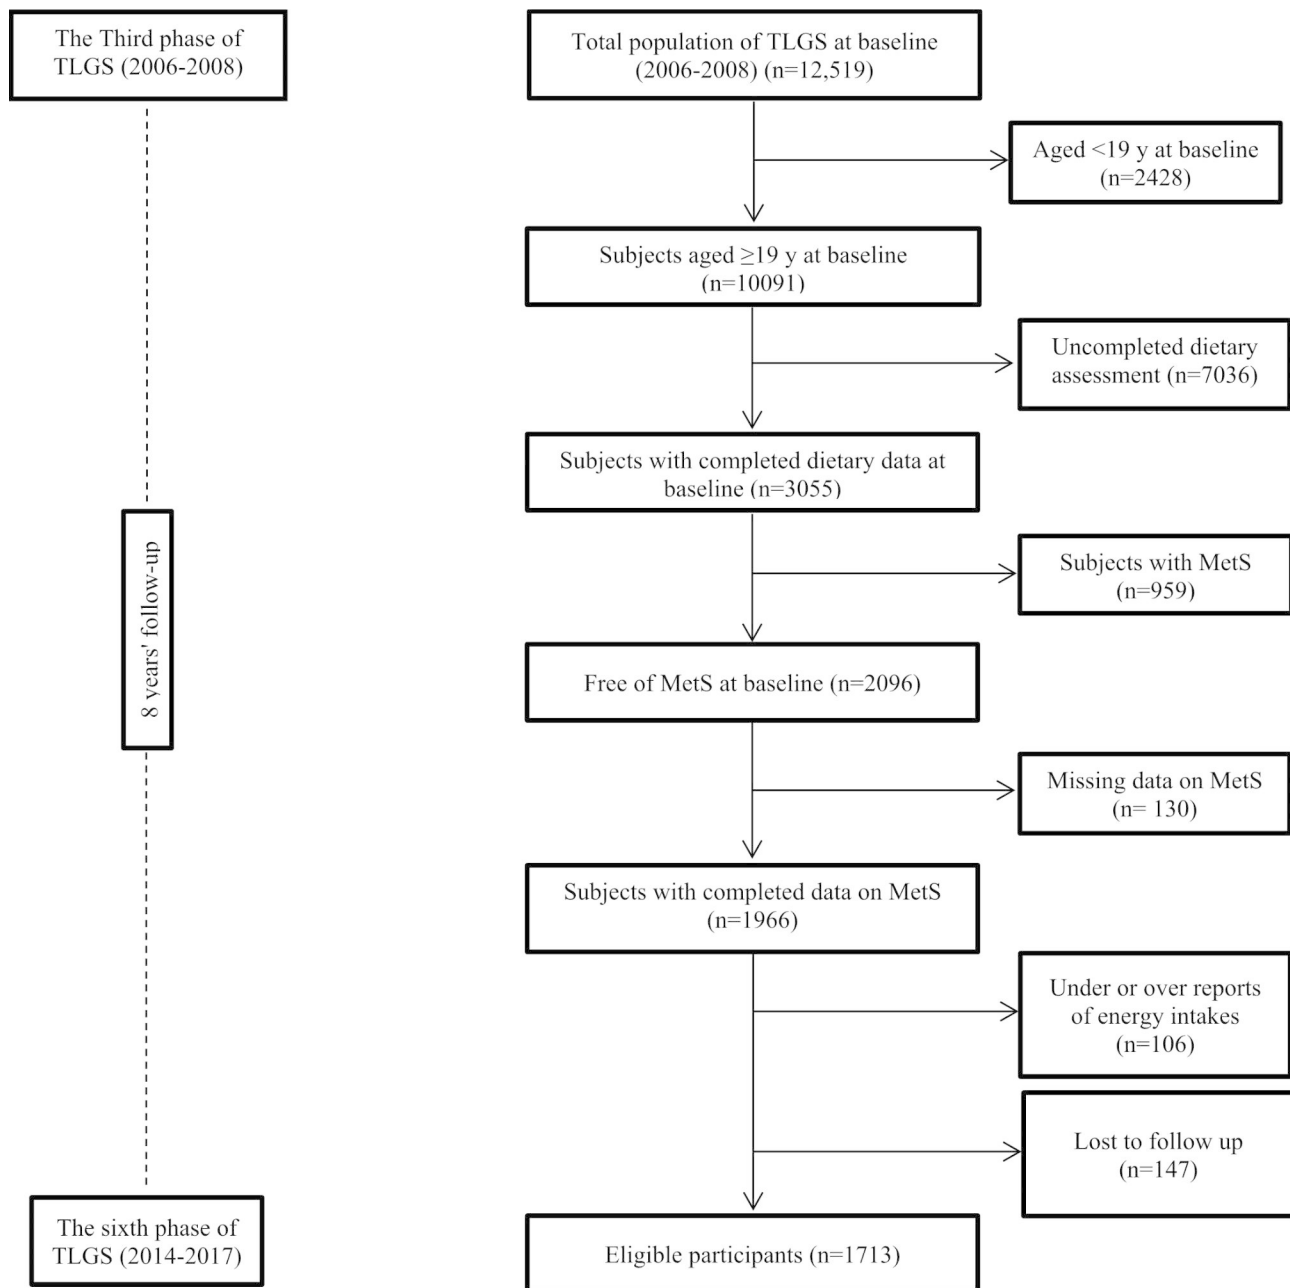 The Third phase of
TLGS (2006-2008)
Total population of TLGS at baseline
(2006-2008) (n=12,519)
Aged <19 y at baseline
(n=2428)
Subjects aged ≥19 y at baseline
(n=10091)
Uncompleted dietary
assessment (n=7036)
Subjects with completed dietary data at
baseline (n=3055)
8 years' follow-up
Subjects with MetS
(n=959)
Free of MetS at baseline (n=2096)
Missing data on MetS
(n= 130)
Subjects with completed data on MetS
(n=1966)
Under or over reports
of energy intakes
(n=106)
Lost to follow up
(n=147)
The sixth phase of
TLGS (2014-2017)
Eligible participants (n=1713)